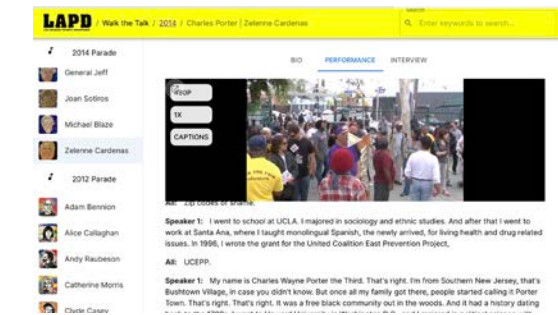 LAPD / Walk the Talk / 2014 / Charles Porter | Zelenne Cardenas
Search
Enter keywords to search...
2014 Parade
General Jeff
Joan Sotiros
Michael Blaze
Zelenne Cardenas
2012 Parade
Adam Bennion
Alice Callaghan
Andy Raubeson
Catherine Morris
Clyde Casey
BIO PERFORMANCE INTERVIEW
1X
CAPTIONS
All: Zip codes of shame.
Speaker 1: I went to school at UCLA. I majored in sociology and ethnic studies. And after that I went to
work at Santa Ana, where I taught monolingual Spanish, the newly arrived, for living health and drug related
issues. In 1996, I wrote the grant for the United Coalition East Prevention Project,
All: UCEPP.
Speaker 1: My name is Charles Wayne Porter the Third. That's right. I'm from Southern New Jersey, that's
Bushtown Village, in case you didn't know. But once all my family got there, people started calling it Porter
Town. That's right. That's right. It was a free black community out in the woods. And it had a history dating